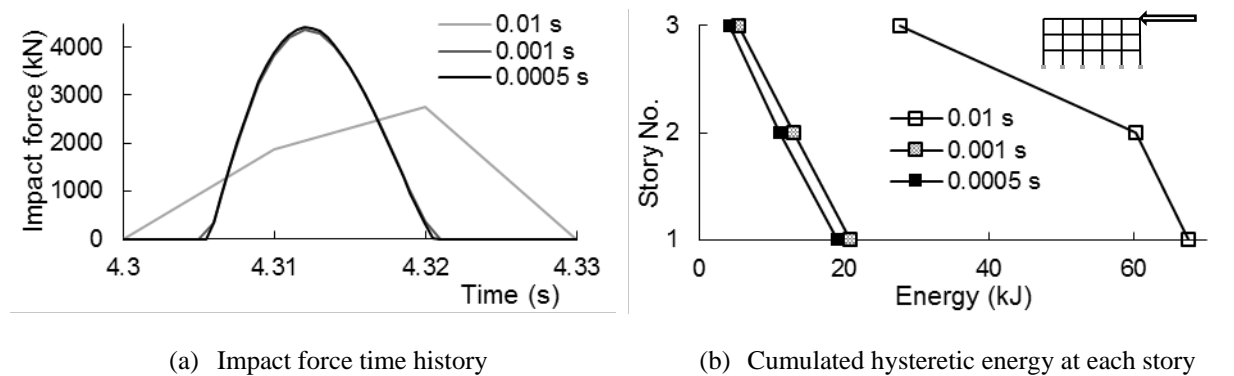 Impact force (kN)
4000
3000
2000
1000
0
0.01 s
0.001 s
0.0005 s
4.3 4.31 4.32 4.33
Time (s)
(a) Impact force time history
Story No.
3
2
1
0.01 s
0.001 s
0.0005 s
0 20 40 60
Energy (kJ)
(b) Cumulated hysteretic energy at each story